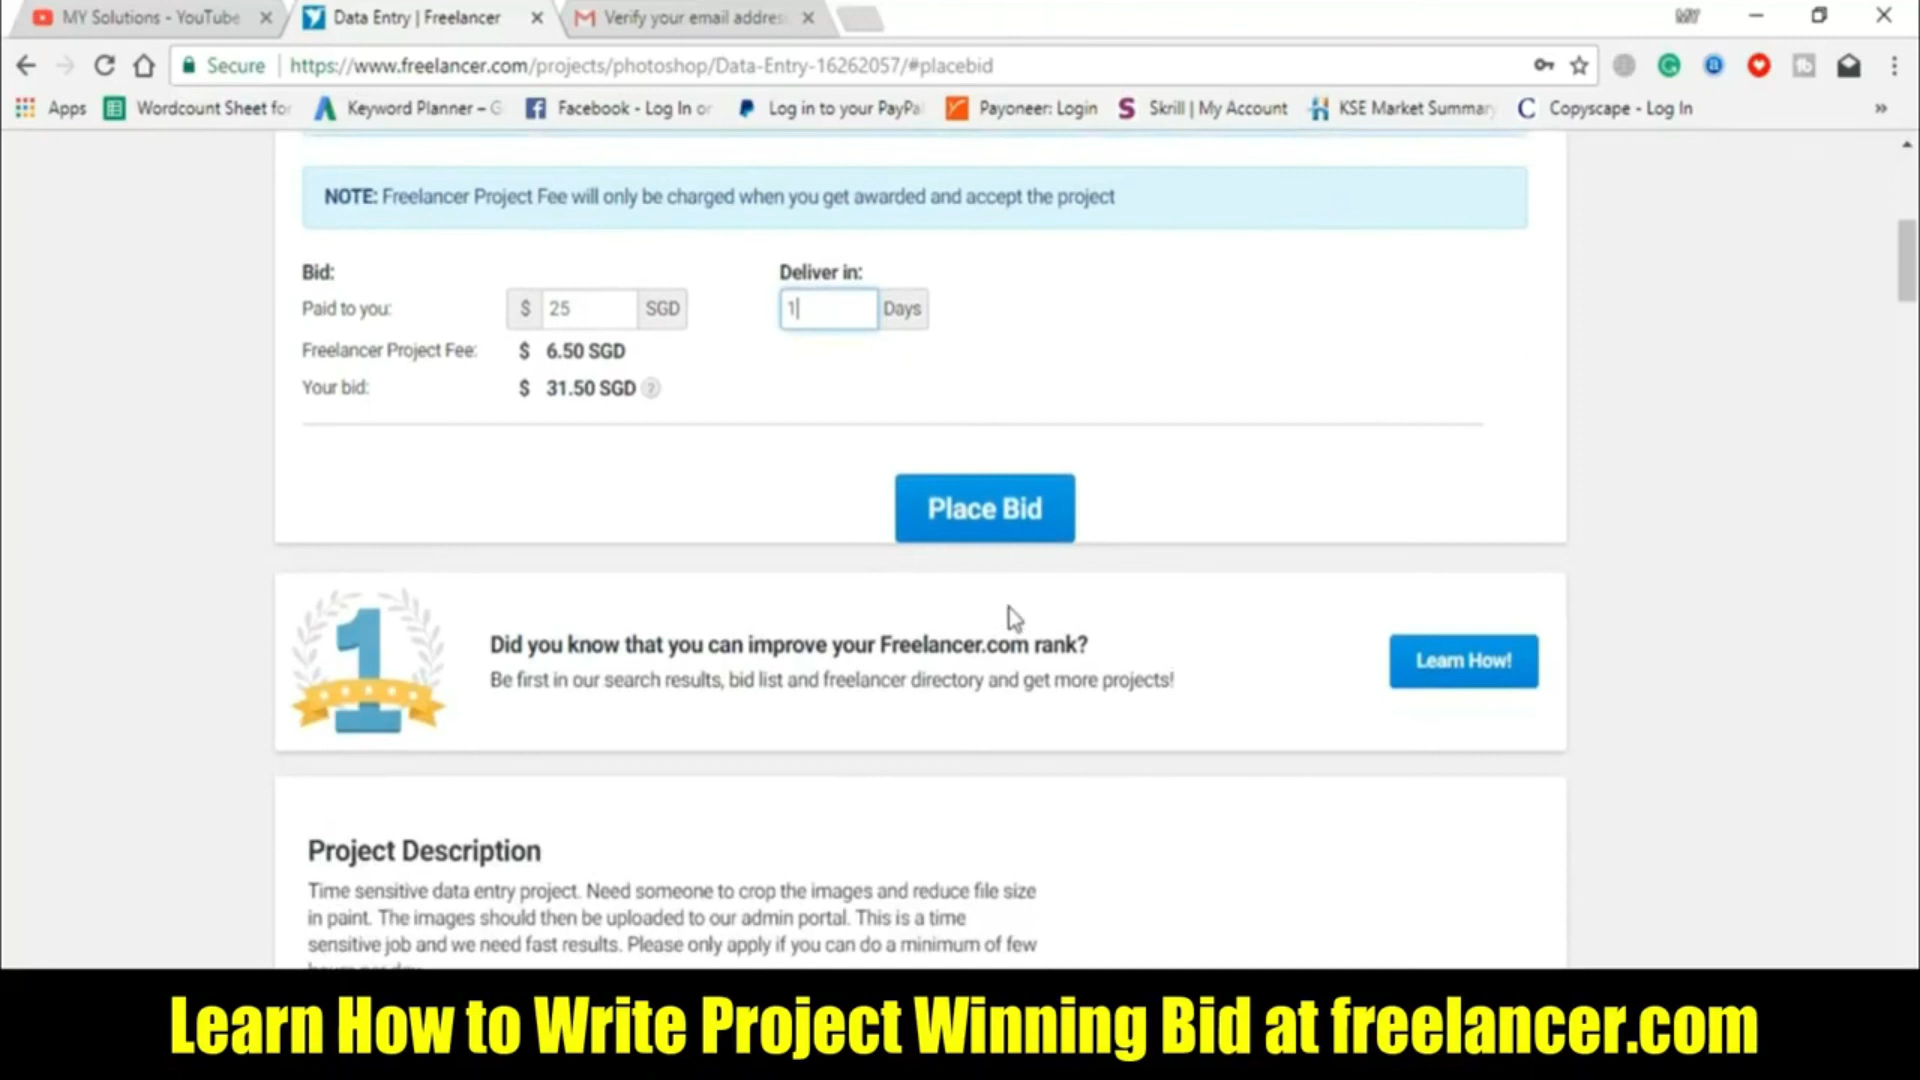 MY Solutions - YouTube
Data Entry | Freelancer
Verify your email addres
MY
Secure
https://www.freelancer.com/projects/photoshop/Data-Entry-16262057/#placebid
Apps
Wordcount Sheet for
Keyword Planner – G
Facebook - Log In or
Log in to your PayPa
Payoneer: Login
Skrill | My Account
KSE Market Summary
Copyscape - Log In
»
NOTE: Freelancer Project Fee will only be charged when you get awarded and accept the project
Bid:
Deliver in:
Paid to you:
$ 25 SGD
1 Days
Freelancer Project Fee: $ 6.50 SGD
Your bid: $ 31.50 SGD ?
Place Bid
1
Did you know that you can improve your Freelancer.com rank?
Be first in our search results, bid list and freelancer directory and get more projects!
Learn How!
Project Description
Time sensitive data entry project. Need someone to crop the images and reduce file size
in paint. The images should then be uploaded to our admin portal. This is a time
sensitive job and we need fast results. Please only apply if you can do a minimum of few
Learn How to Write Project Winning Bid at freelancer.com